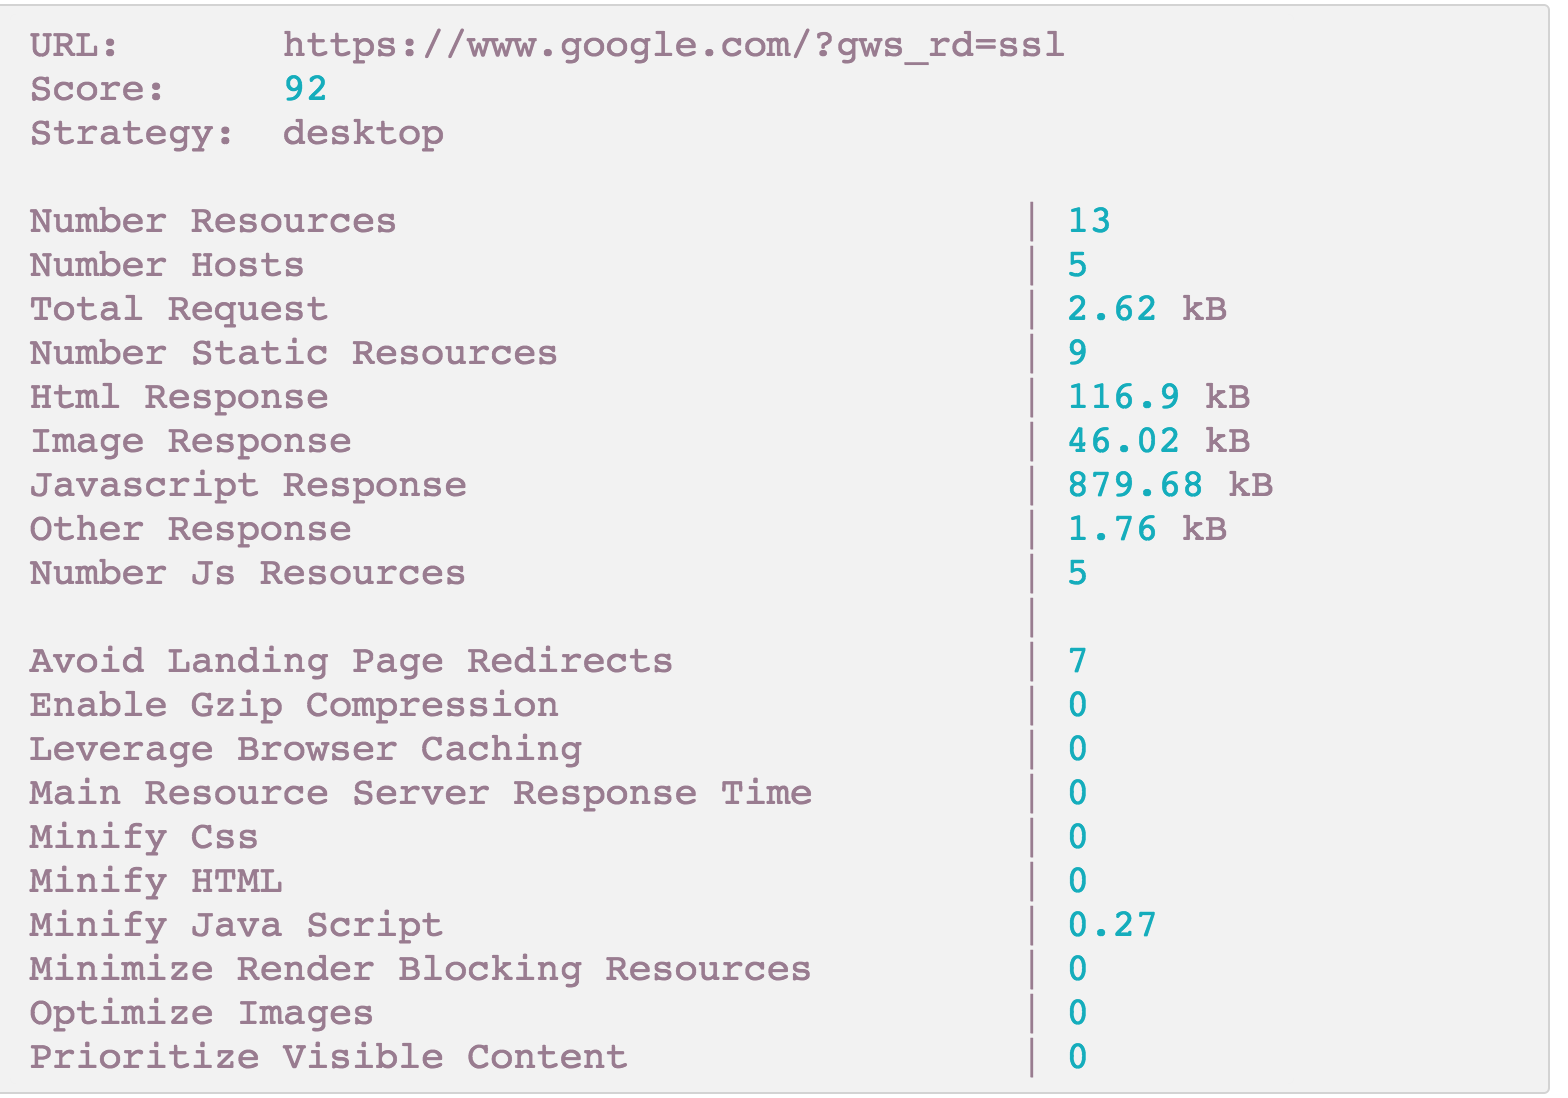 URL: https://www.google.com/?gws_rd=ssl
Score: 92
Strategy: desktop
Number Resources | 13
Number Hosts | 5
Total Request | 2.62 kB
Number Static Resources | 9
Html Response | 116.9 kB
Image Response | 46.02 kB
Javascript Response | 879.68 kB
Other Response | 1.76 kB
Number Js Resources | 5
|
Avoid Landing Page Redirects | 7
Enable Gzip Compression | 0
Leverage Browser Caching | 0
Main Resource Server Response Time | 0
Minify Css | 0
Minify HTML | 0
Minify Java Script | 0.27
Minimize Render Blocking Resources | 0
Optimize Images | 0
Prioritize Visible Content | 0